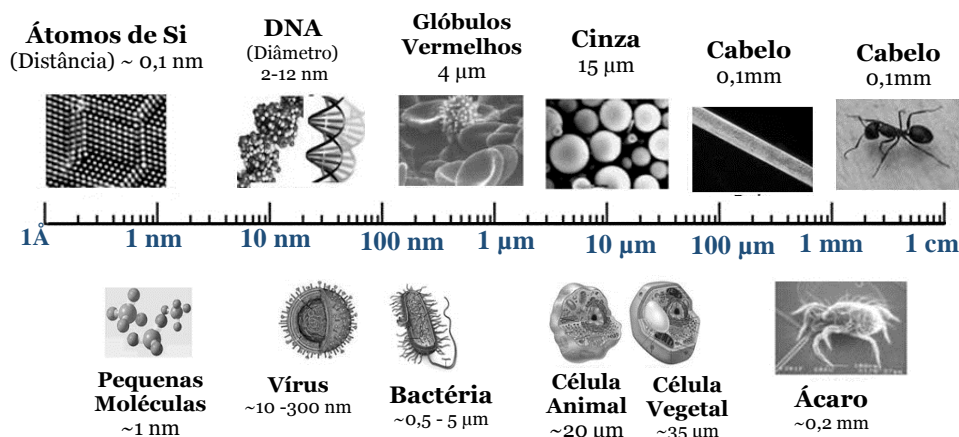 Átomos de Si
(Distância) ~ 0,1 nm
DNA
(Diâmetro)
2-12 nm
Glóbulos
Vermelhos
4 µm
Cinza
15 µm
Cabelo
0,1mm
Cabelo
0,1mm
1Å
1 nm
10 nm
100 nm
1 µm
10 µm
100 µm
1 mm
1 cm
Pequenas
Moléculas
~1 nm
Vírus
~10 -300 nm
Bactéria
~0,5 - 5 µm
Célula
Animal
~20 µm
Célula
Vegetal
~35 µm
Ácaro
~0,2 mm